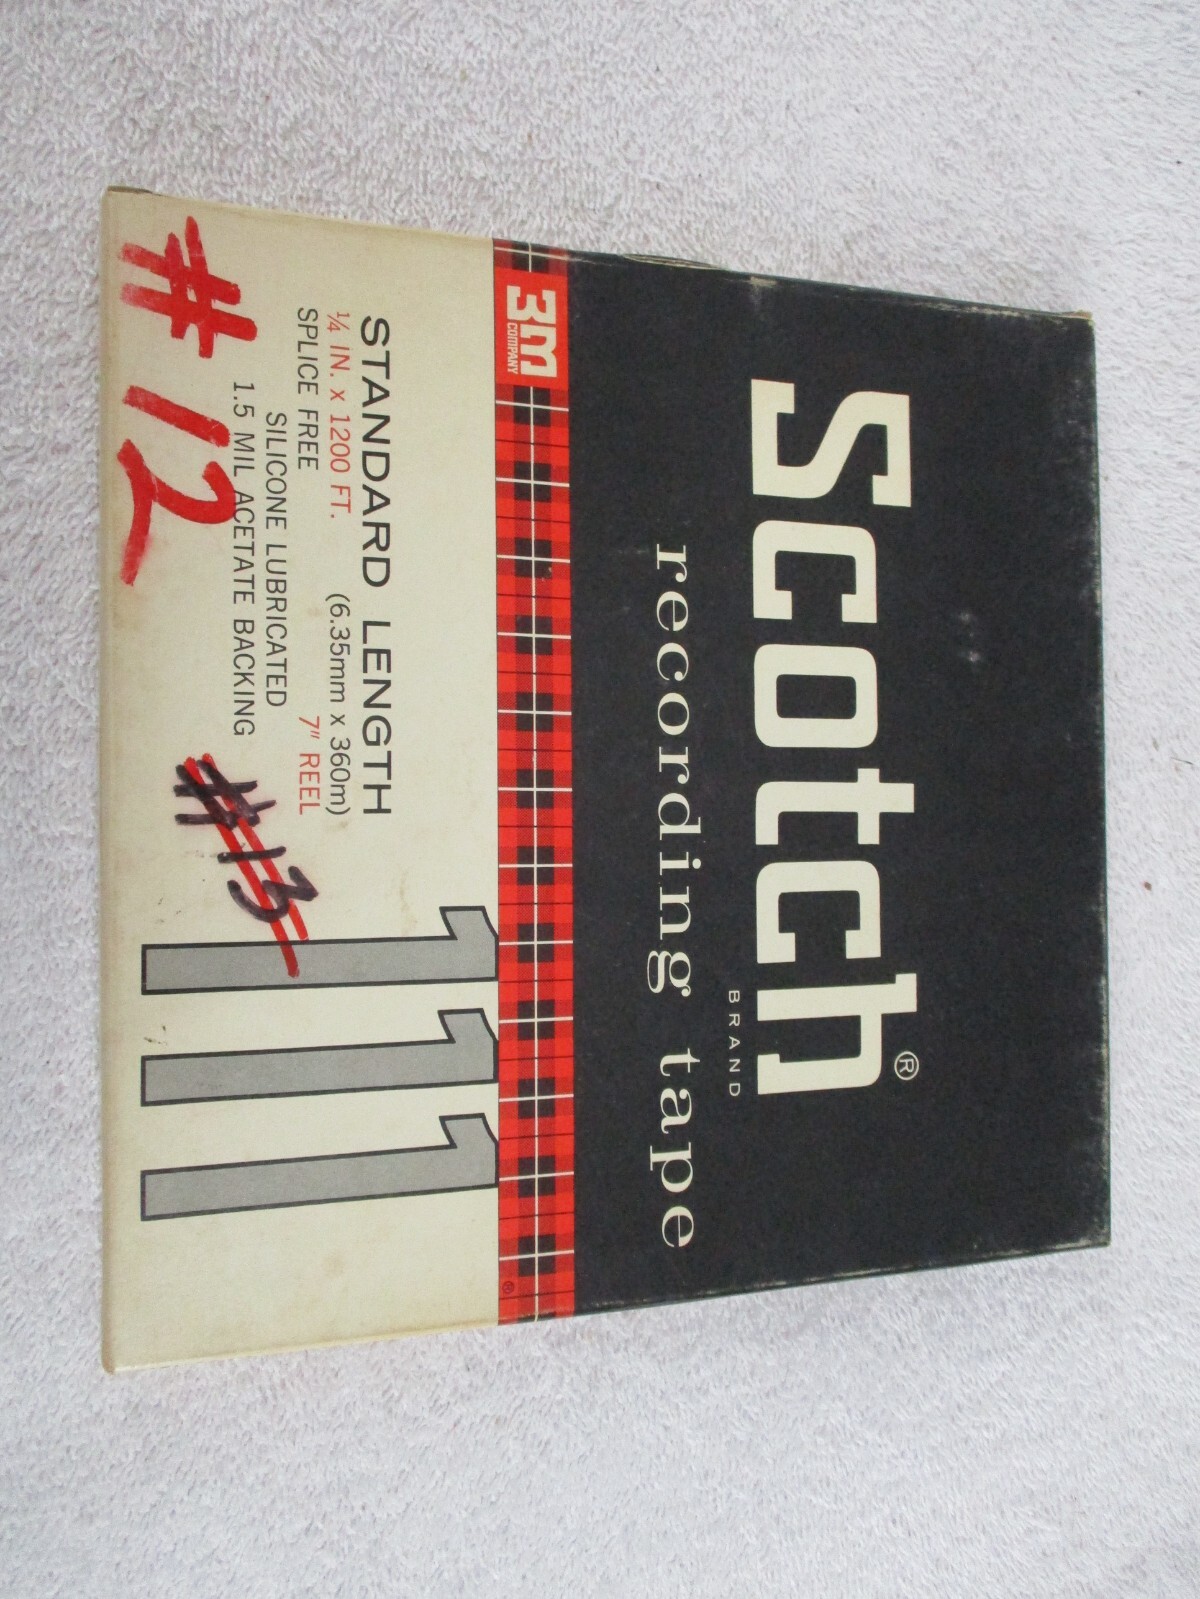 Scotch®
BRAND
recording tape
3M
COMPANY
®
STANDARD LENGTH
¼ IN. x 1200 FT. (6.35mm x 360m)
SPLICE FREE 7" REEL
SILICONE LUBRICATED
1.5 MIL ACETATE BACKING
111
#13
#12